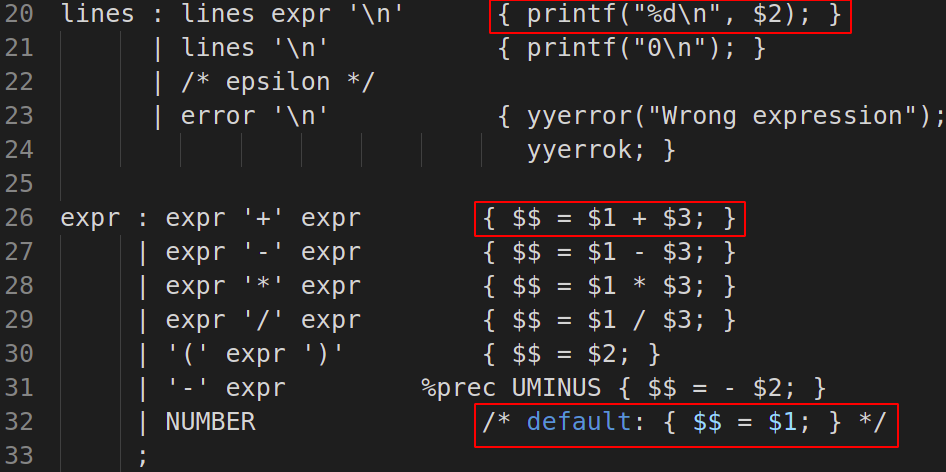 20 lines : lines expr '\n' { printf("%d\n", $2); }
21 | lines '\n' { printf("0\n"); }
22 | /* epsilon */
23 | error '\n' { yyerror("Wrong expression");
24 yyerrok; }
25
26 expr : expr '+' expr { $$ = $1 + $3; }
27 | expr '-' expr { $$ = $1 - $3; }
28 | expr '*' expr { $$ = $1 * $3; }
29 | expr '/' expr { $$ = $1 / $3; }
30 | '(' expr ')' { $$ = $2; }
31 | '-' expr %prec UMINUS { $$ = - $2; }
32 | NUMBER /* default: { $$ = $1; } */
33 ;